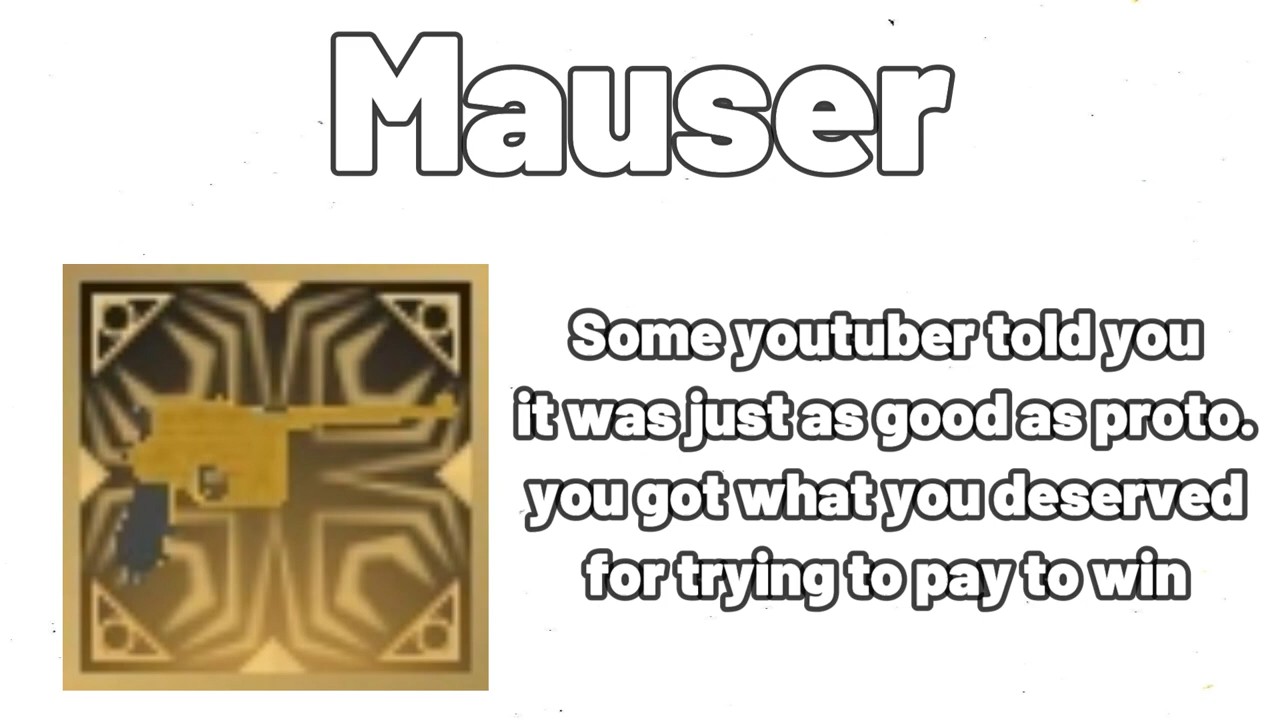 Mauser
Some youtuber told you
it was just as good as proto.
you got what you deserved
for trying to pay to win